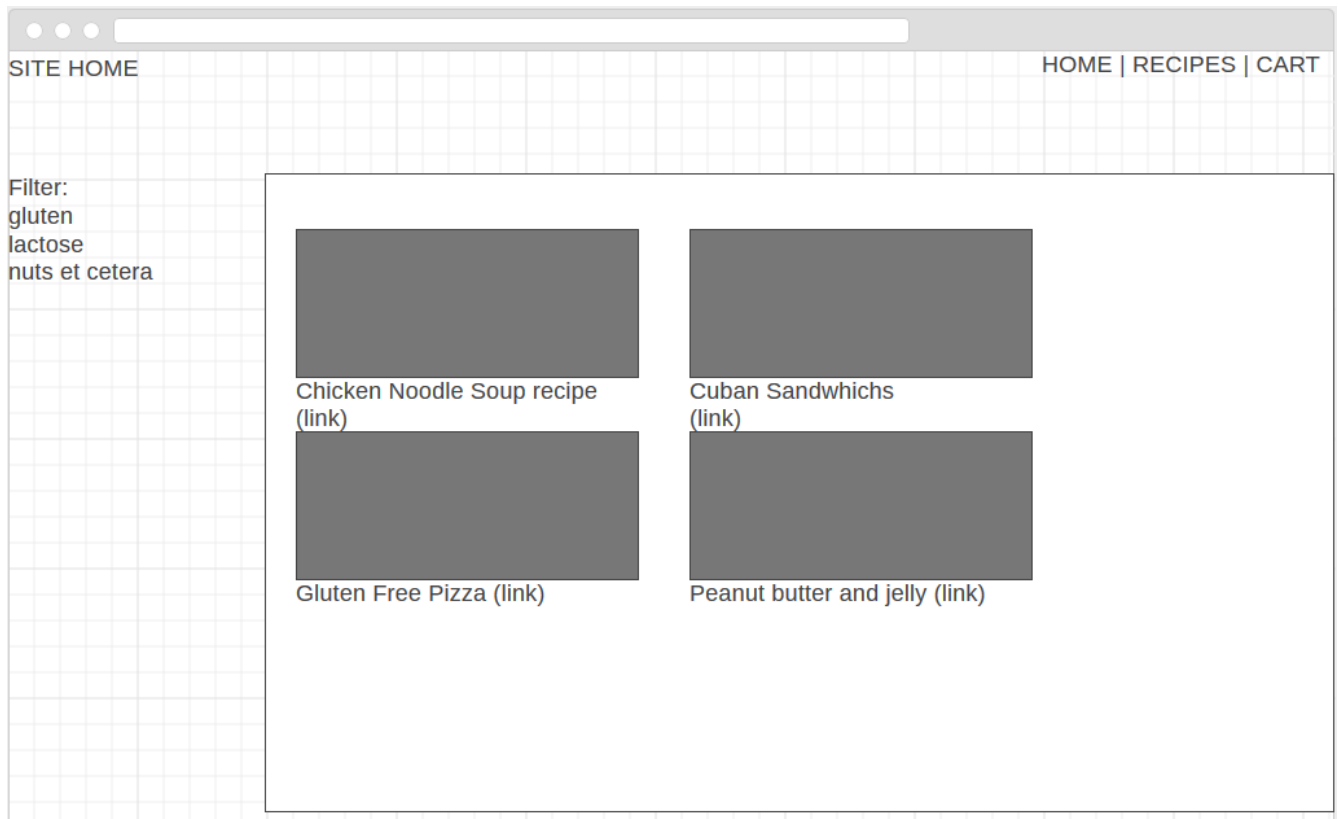 SITE HOME
HOME | RECIPES | CART
Filter:
gluten
lactose
nuts et cetera
Chicken Noodle Soup recipe
(link)
Cuban Sandwhichs
(link)
Gluten Free Pizza (link)
Peanut butter and jelly (link)